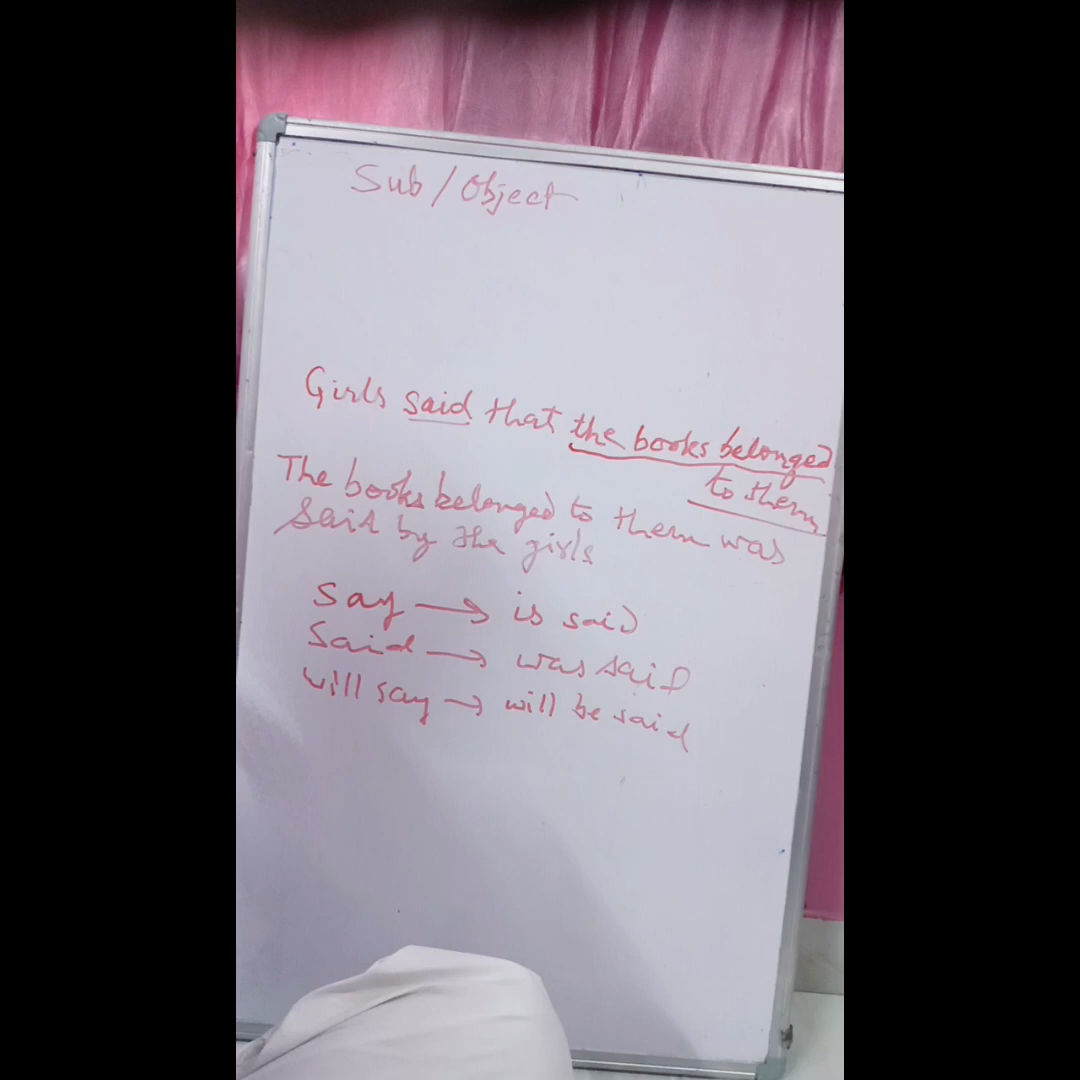 Sub/Object
Girls said that the books belonged
to them
The books belonged to them was
said by the girls
say → is said
said → was said
will say → will be said